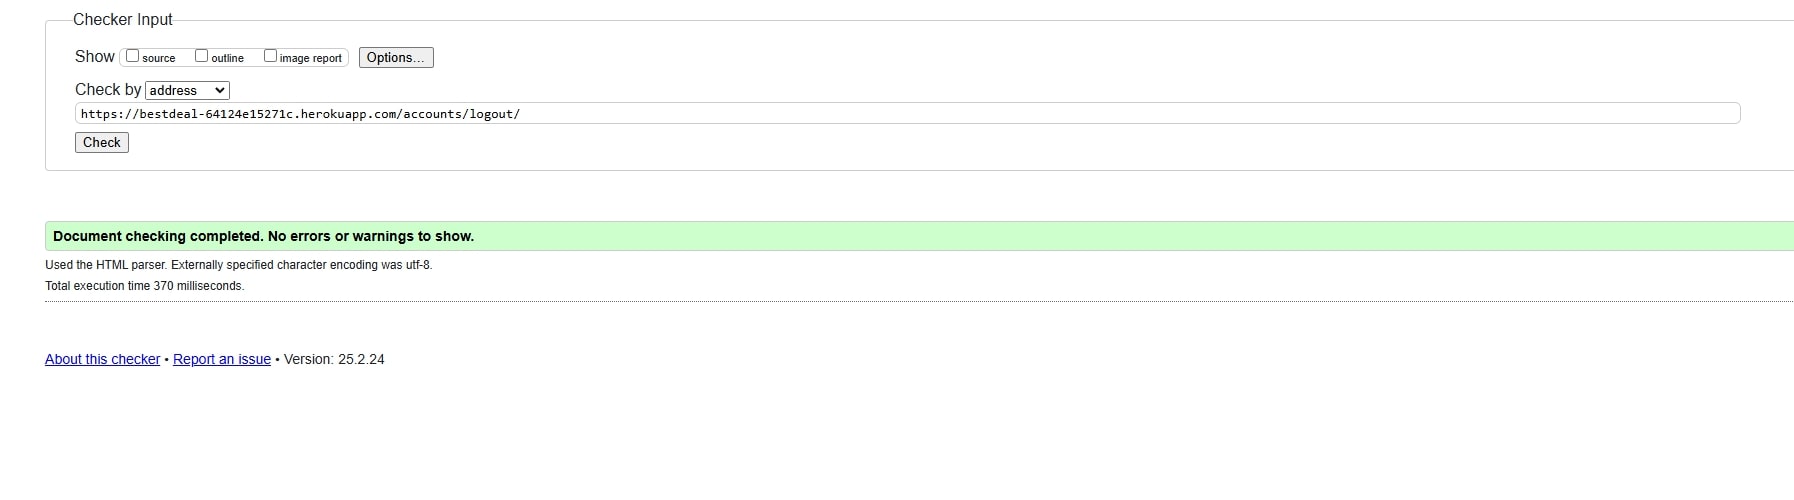 Checker Input
Show source outline image report Options...
Check by address
https://bestdeal-64124e15271c.herokuapp.com/accounts/logout/
Check
Document checking completed. No errors or warnings to show.
Used the HTML parser. Externally specified character encoding was utf-8.
Total execution time 370 milliseconds.
About this checker • Report an issue • Version: 25.2.24